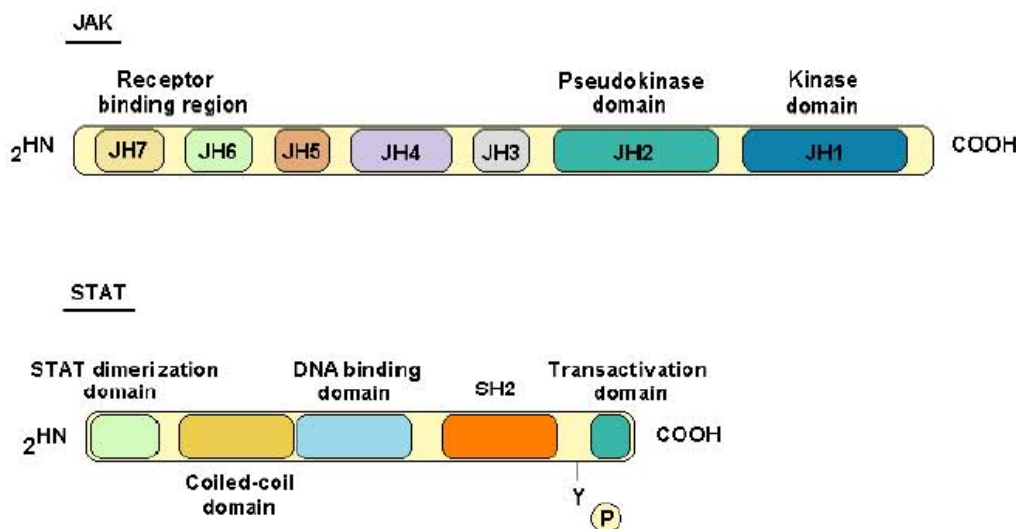 JAK
Receptor
binding region
Pseudokinase
domain
Kinase
domain
2HN JH7 JH6 JH5 JH4 JH3 JH2 JH1 COOH
STAT
STAT dimerization
domain
DNA binding
domain
SH2
Transactivation
domain
2HN COOH
Coiled-coil
domain
Y
P